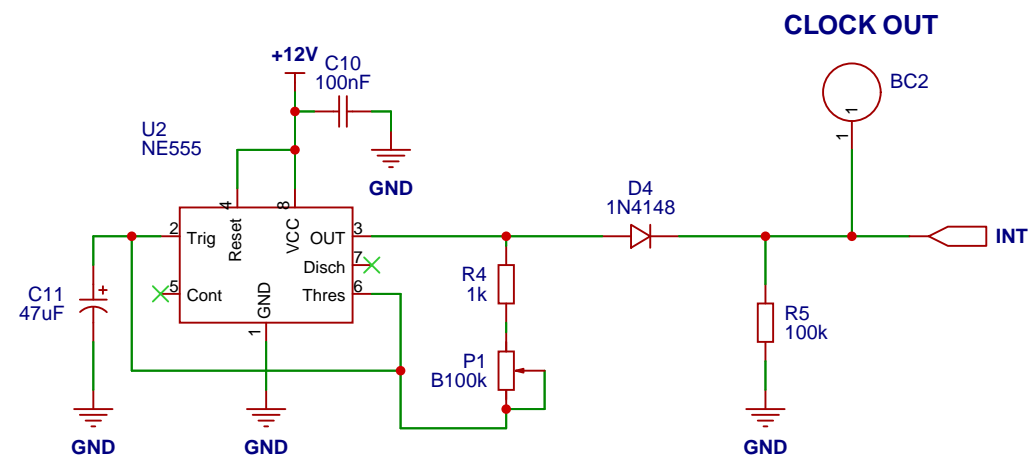 CLOCK OUT
+12V
C10
100nF
BC2
1
1
U2
NE555
GND
D4
1N4148
4
8
2
Trig
Reset
VCC
OUT
3
INT
Disch
7
C11
47uF
+
5
Cont
GND
Thres
6
R4
1k
R5
100k
1
P1
B100k
GND
GND
GND